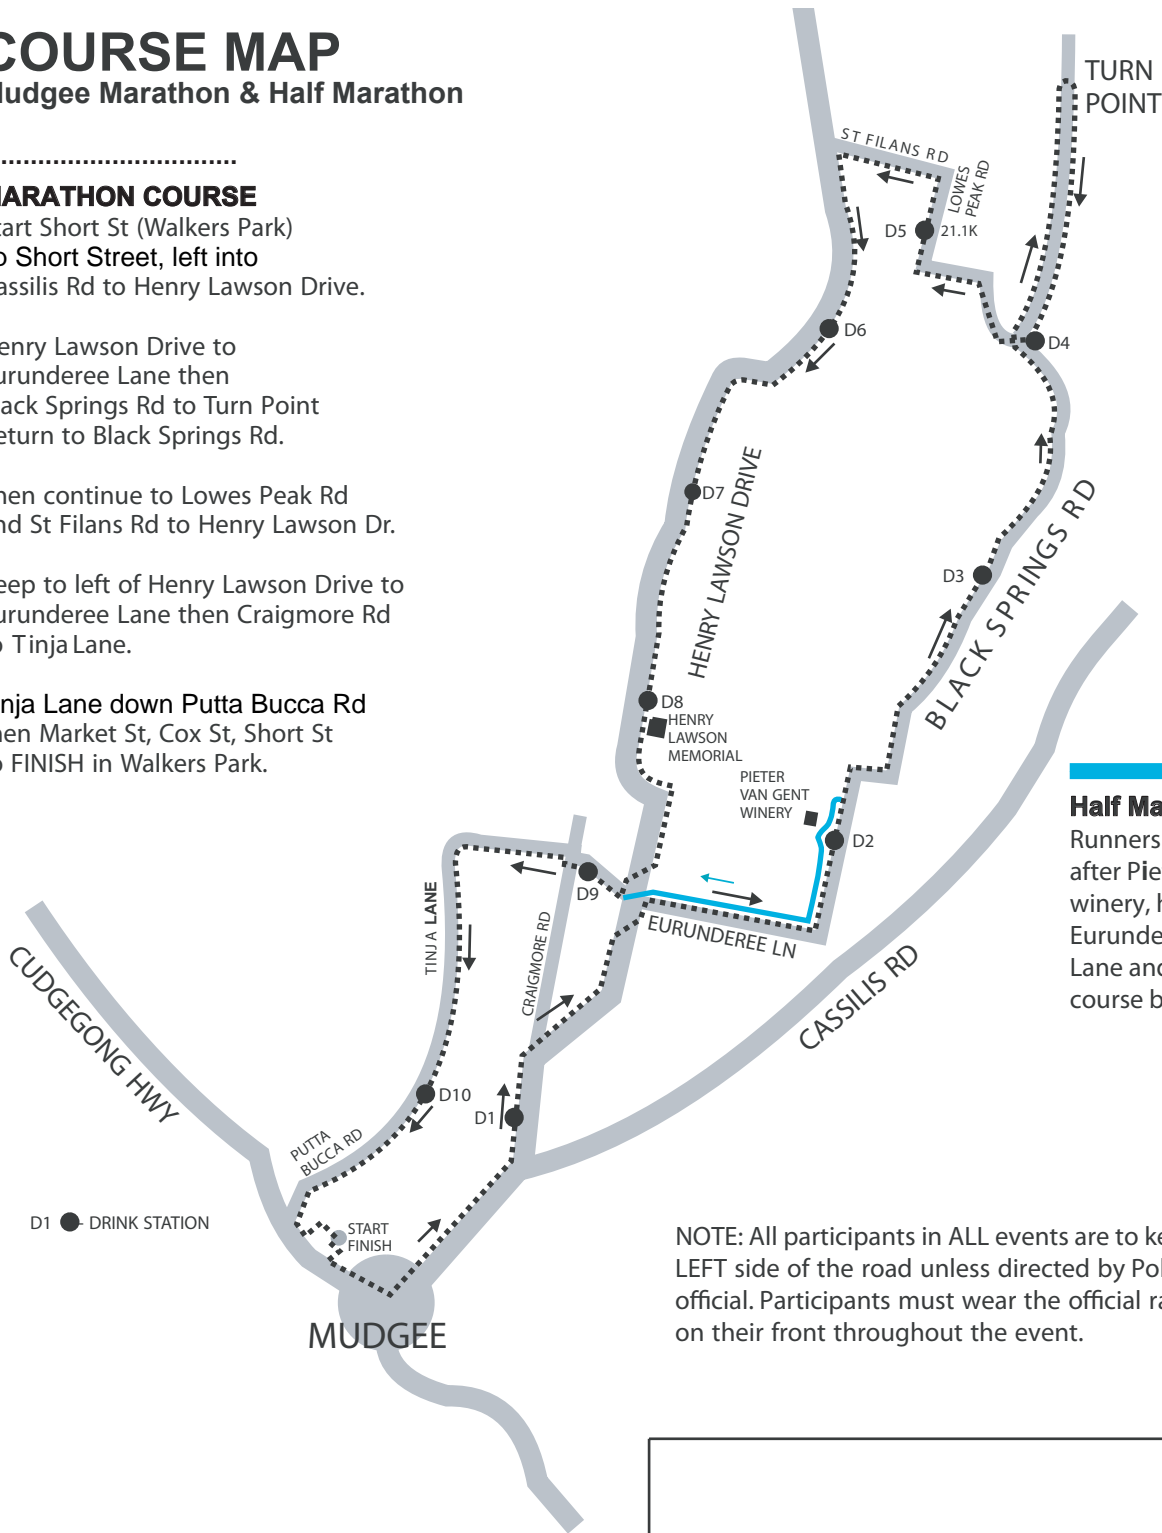 COURSE MAP
Mudgee Marathon & Half Marathon
MARATHON COURSE
tart Short St (Walkers Park)
o Short Street, left into
assilis Rd to Henry Lawson Drive.
enry Lawson Drive to
urunderee Lane then
lack Springs Rd to Turn Point
eturn to Black Springs Rd.
hen continue to Lowes Peak Rd
nd St Filans Rd to Henry Lawson Dr.
eep to left of Henry Lawson Drive to
urunderee Lane then Craigmore Rd
o Tinja Lane.
inja Lane down Putta Bucca Rd
hen Market St, Cox St, Short St
o FINISH in Walkers Park.
TURN
POINT
ST FILANS RD
LOWES
PEAK RD
D5
21.1K
D6
D4
D7
HENRY LAWSON DRIVE
D3
BLACK SPRINGS RD
D8
HENRY
LAWSON
MEMORIAL
PIETER
VAN GENT
WINERY
D2
Half Ma
Runners
after Pie
winery, h
Eurunde
Lane and
course b
D9
TINJA LANE
CRAIGMORE RD
EURUNDEREE LN
CASSILIS RD
CUDGEGONG HWY
D10
D1
PUTTA
BUCCA RD
D1 - DRINK STATION
START
FINISH
MUDGEE
NOTE: All participants in ALL events are to ke
LEFT side of the road unless directed by Pol
official. Participants must wear the official ra
on their front throughout the event.